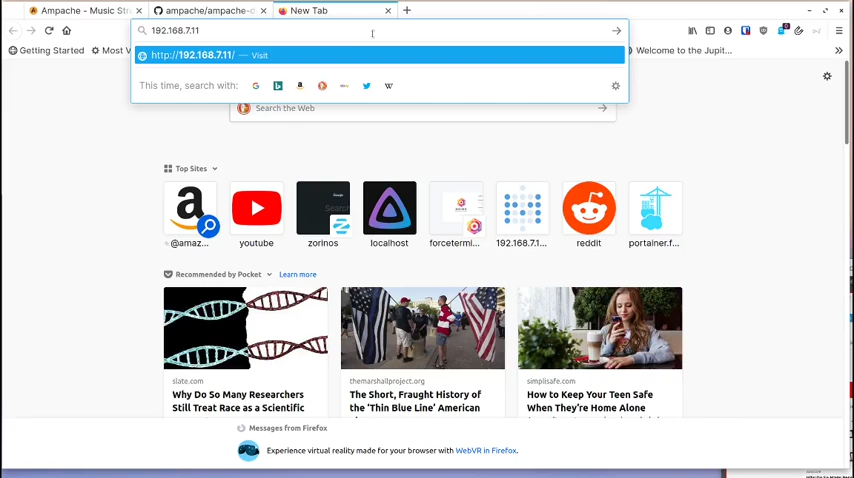 Ampache - Music Str
ampache/ampache-d
New Tab
192.168.7.11
Getting Started
Most V
http://192.168.7.11/ — Visit
Welcome to the Jupit...
This time, search with:
Search the Web
Top Sites
@amaz...
youtube
zorinos
localhost
forcetermi...
192.168.7.1...
reddit
portainer.f...
Recommended by Pocket
Learn more
slate.com
Why Do So Many Researchers
Still Treat Race as a Scientific
themarshallproject.org
The Short, Fraught History of
the ‘Thin Blue Line’ American
simplisafe.com
How to Keep Your Teen Safe
When They’re Home Alone
Messages from Firefox
Experience virtual reality made for your browser with WebVR in Firefox.